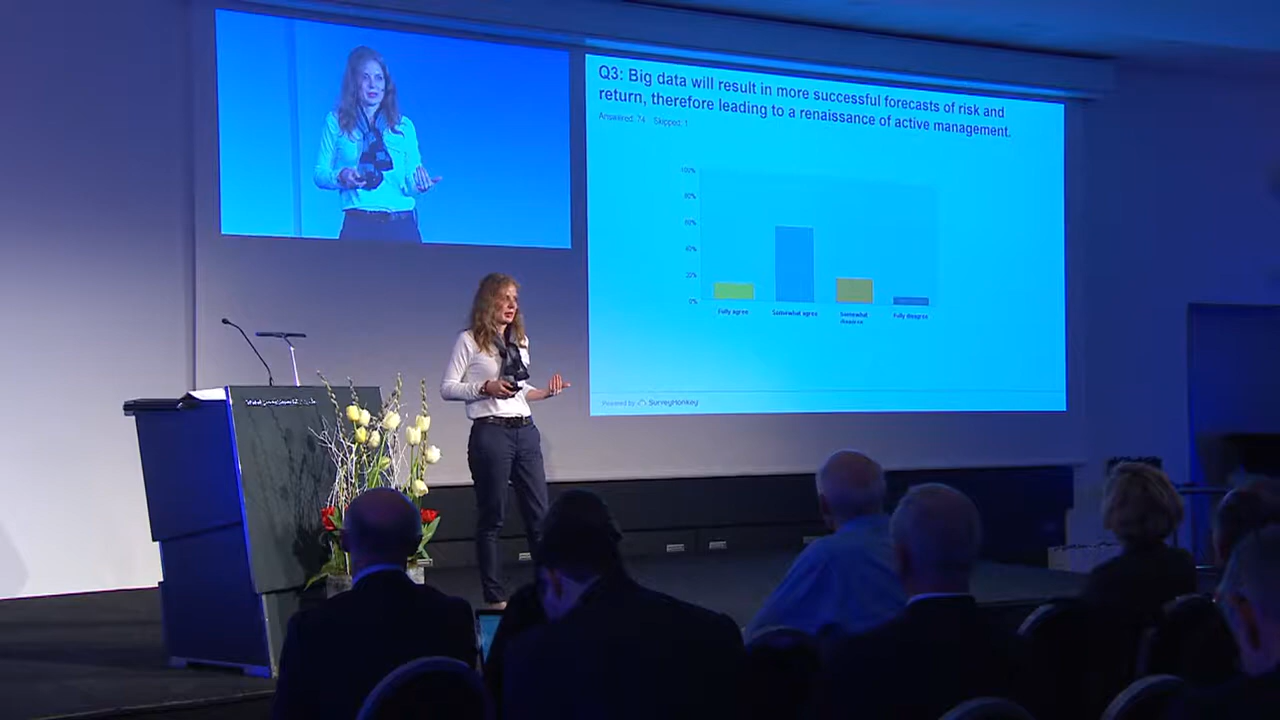 Q3: Big data will result in more successful forecasts of risk and
return, therefore leading to a renaissance of active management.
Answered: 74 Skipped: 1
100%
80%
60%
40%
20%
0%
Fully agree
Somewhat agree
Somewhat
disagree
Fully disagree
Powered by SurveyMonkey